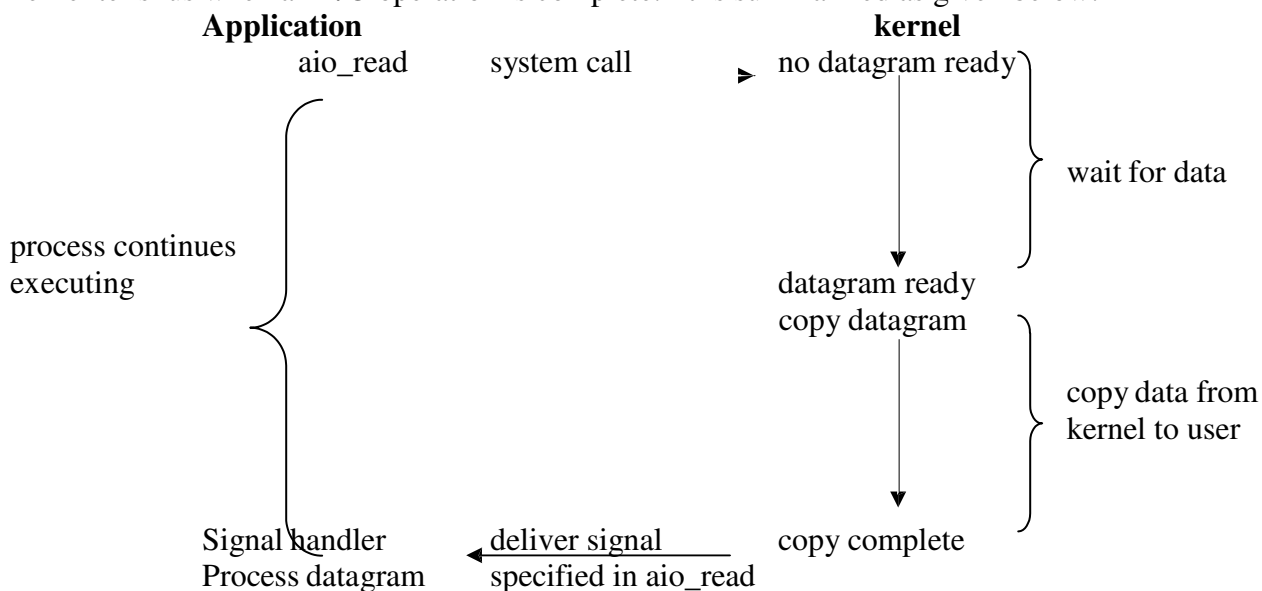 Application kernel
aio_read system call no datagram ready
wait for data
process continues
executing
datagram ready
copy datagram
copy data from
kernel to user
Signal handler deliver signal copy complete
Process datagram specified in aio_read